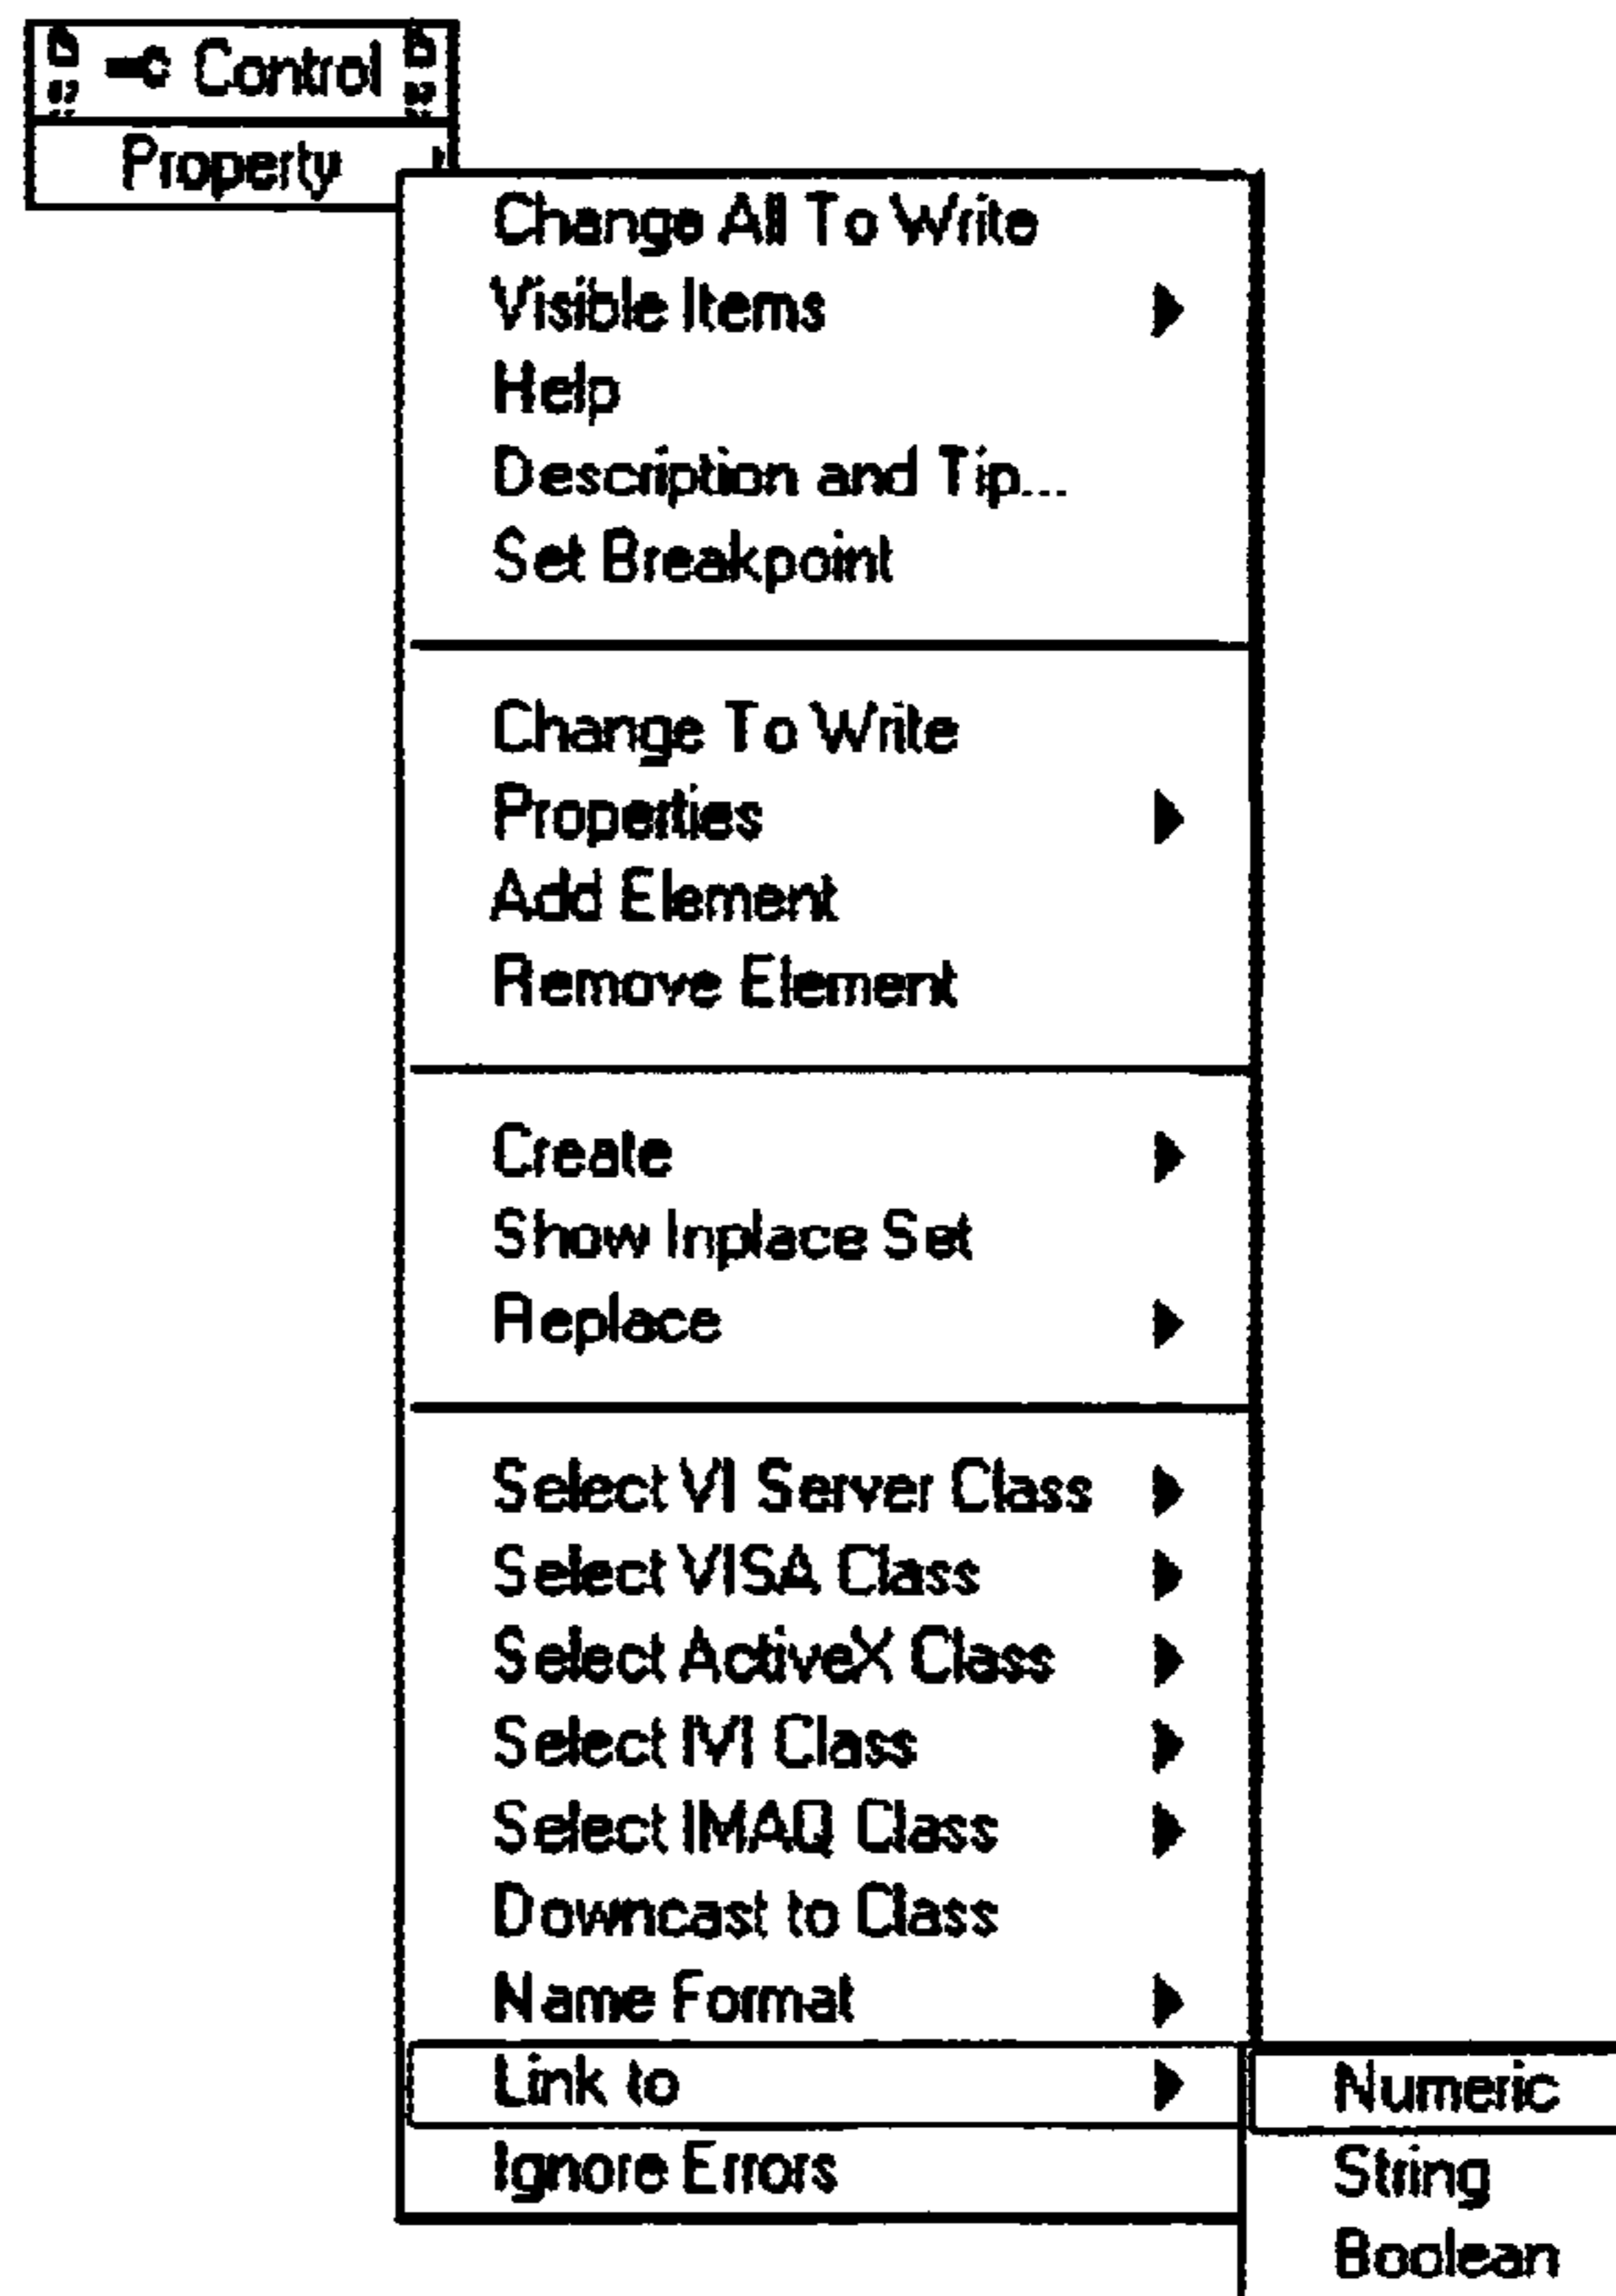 Control
Property
Change All To Write
Visible Items
Help
Description and Tip...
Set Breakpoint
Change To Write
Properties
Add Element
Remove Element
Create
Show Inplace Set
Replace
Select VI Server Class
Select VISA Class
Select ActiveX Class
Select IVI Class
Select IMAQ Class
Downcast to Class
Name Format
Link to
Numeric
Ignore Errors
String
Boolean